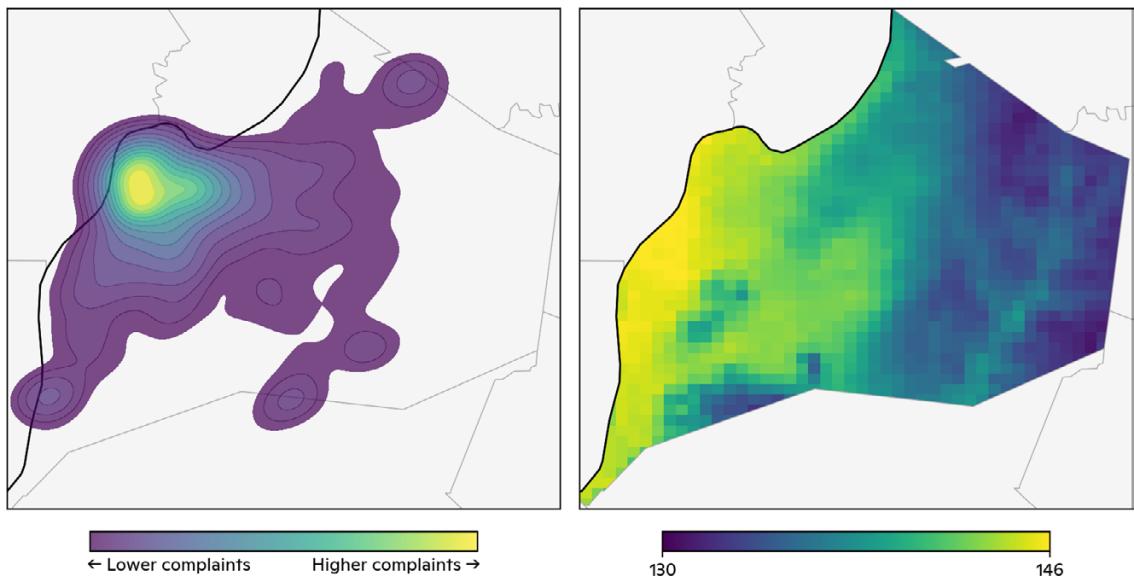 ← Lower complaints
Higher complaints →
130
146